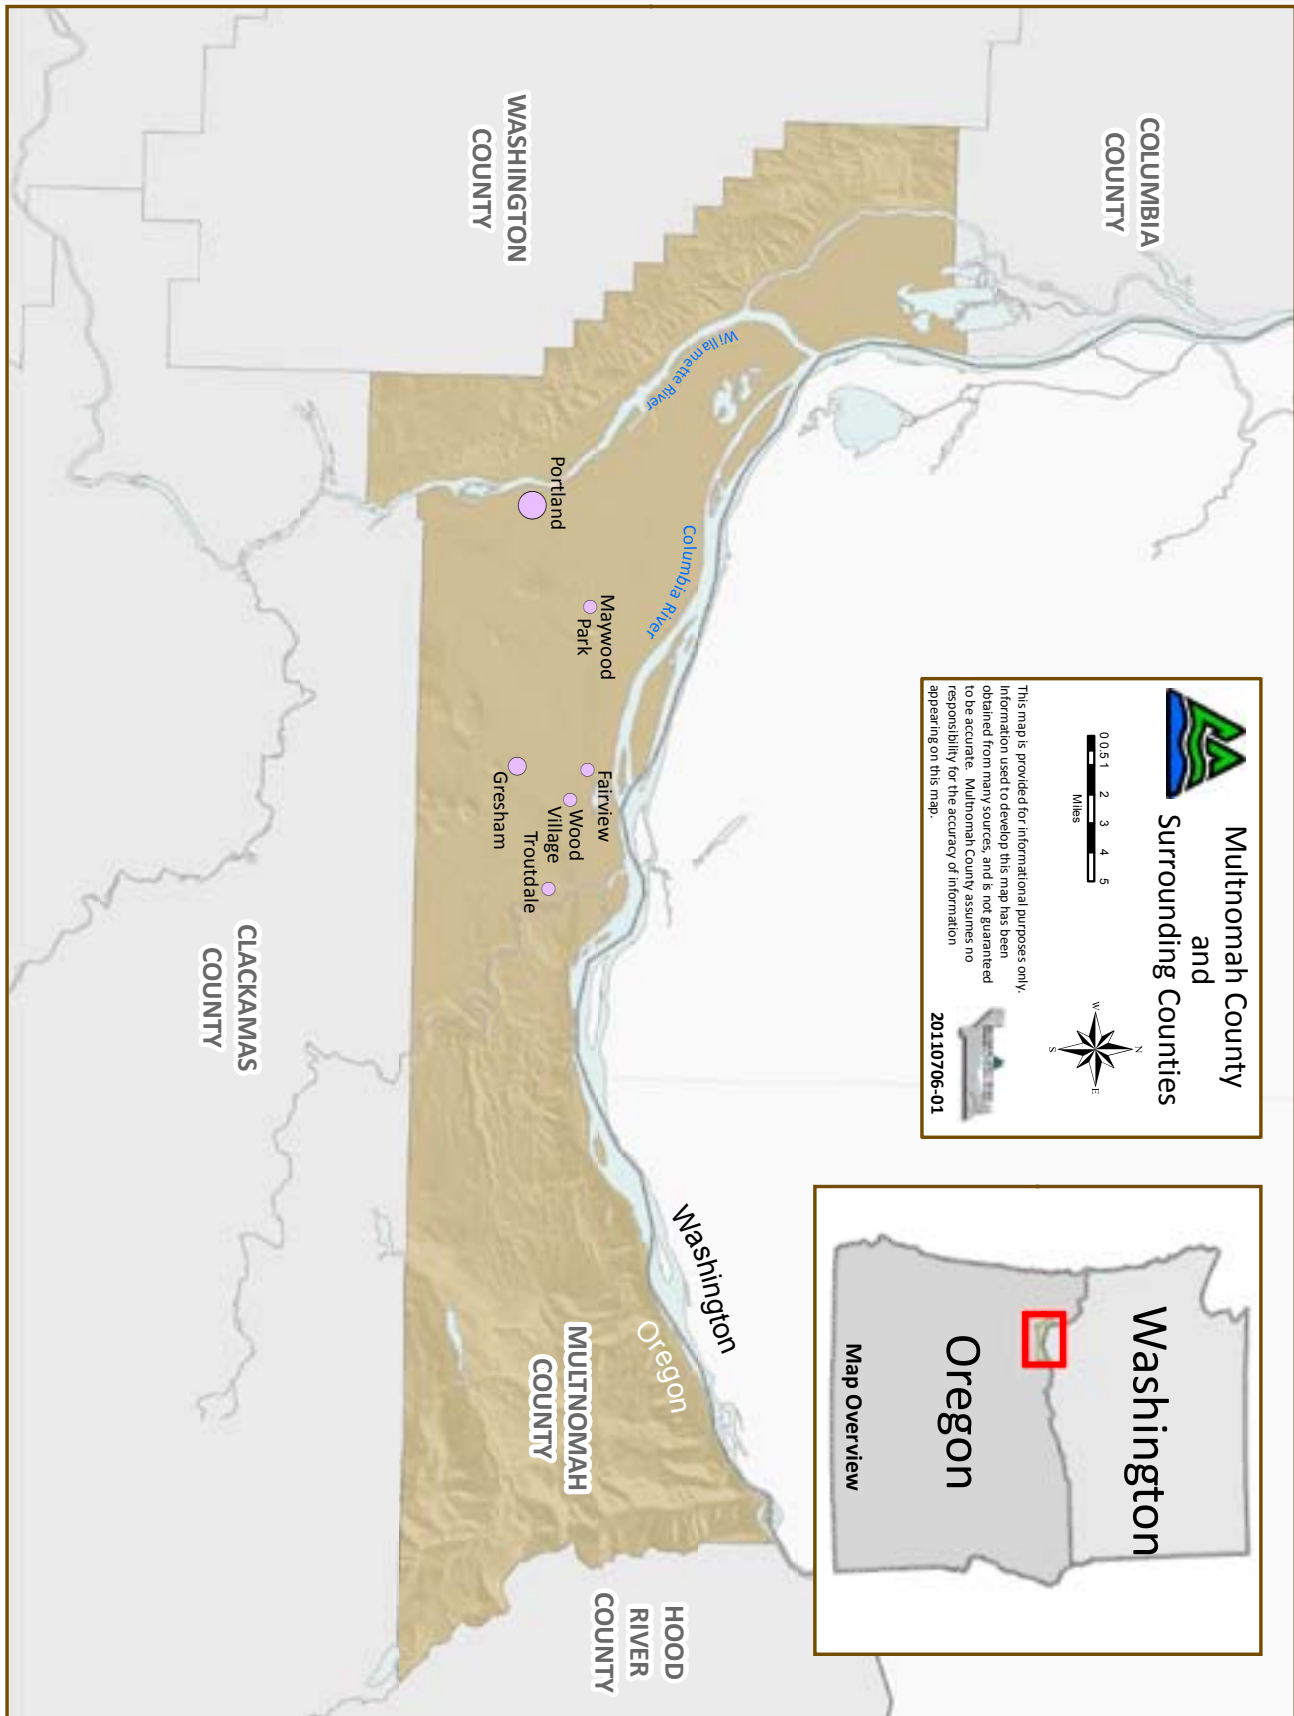 Multnomah County
and
Surrounding Counties
0 0.5 1 2 3 4 5
Miles
N
W
E
S
This map is provided for informational purposes only.
Information used to develop this map has been
obtained from many sources, and is not guaranteed
to be accurate. Multnomah County assumes no
responsibility for the accuracy of information
appearing on this map.
20110706-01
Washington
Oregon
Map Overview
COLUMBIA
COUNTY
WASHINGTON
COUNTY
Willamette River
Columbia River
Portland
Maywood
Park
Fairview
Wood
Village
Troutdale
Gresham
Washington
Oregon
MULTNOMAH
COUNTY
HOOD
RIVER
COUNTY
CLACKAMAS
COUNTY